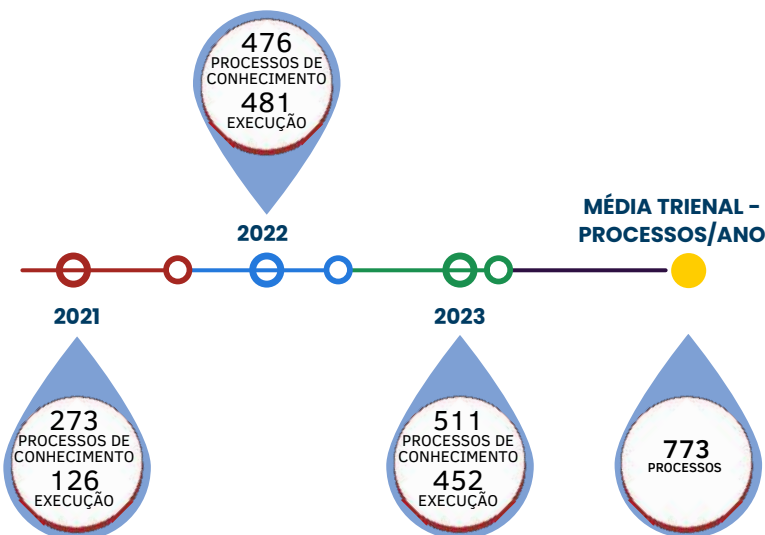 476
PROCESSOS DE
CONHECIMENTO
481
EXECUÇÃO
2022
MÉDIA TRIENAL -
PROCESSOS/ANO
2021
2023
273
PROCESSOS DE
CONHECIMENTO
126
EXECUÇÃO
511
PROCESSOS DE
CONHECIMENTO
452
EXECUÇÃO
773
PROCESSOS